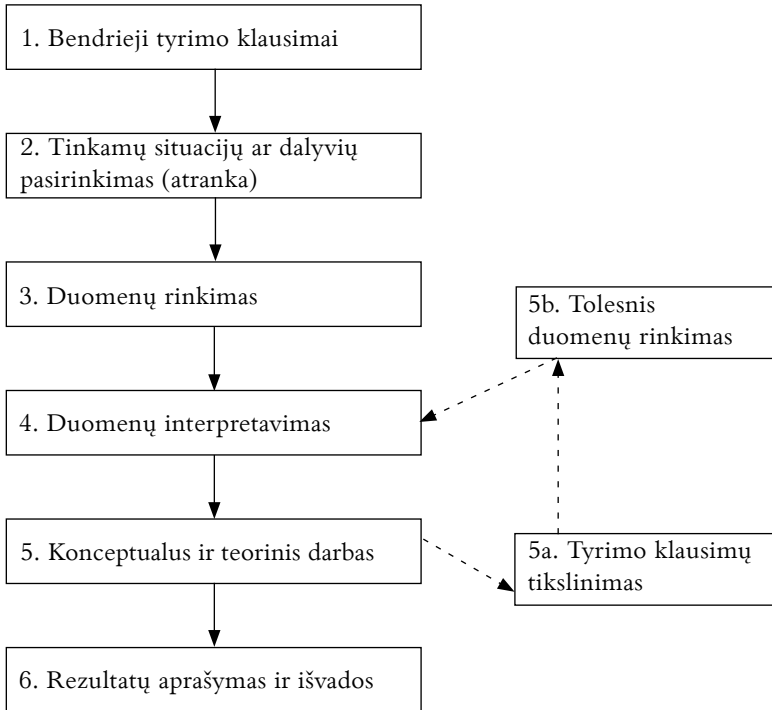 1. Bendrieji tyrimo klausimai
2. Tinkamų situacijų ar dalyvių
pasirinkimas (atranka)
3. Duomenų rinkimas
5b. Tolesnis
duomenų rinkimas
4. Duomenų interpretavimas
5. Konceptualus ir teorinis darbas
5a. Tyrimo klausimų
tikslinimas
6. Rezultatų aprašymas ir išvados